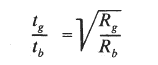 t_g / t_b = √(R_g / R_b)